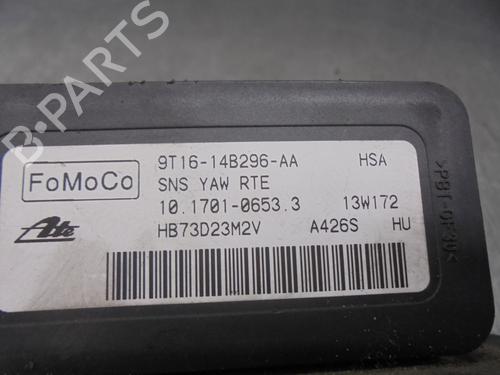 B-PARTS
FoMoCo
9T16-14B296-AA HSA
SNS YAW RTE
10.1701-0653.3 13W172
Ate
HB73D23M2V A426S HU